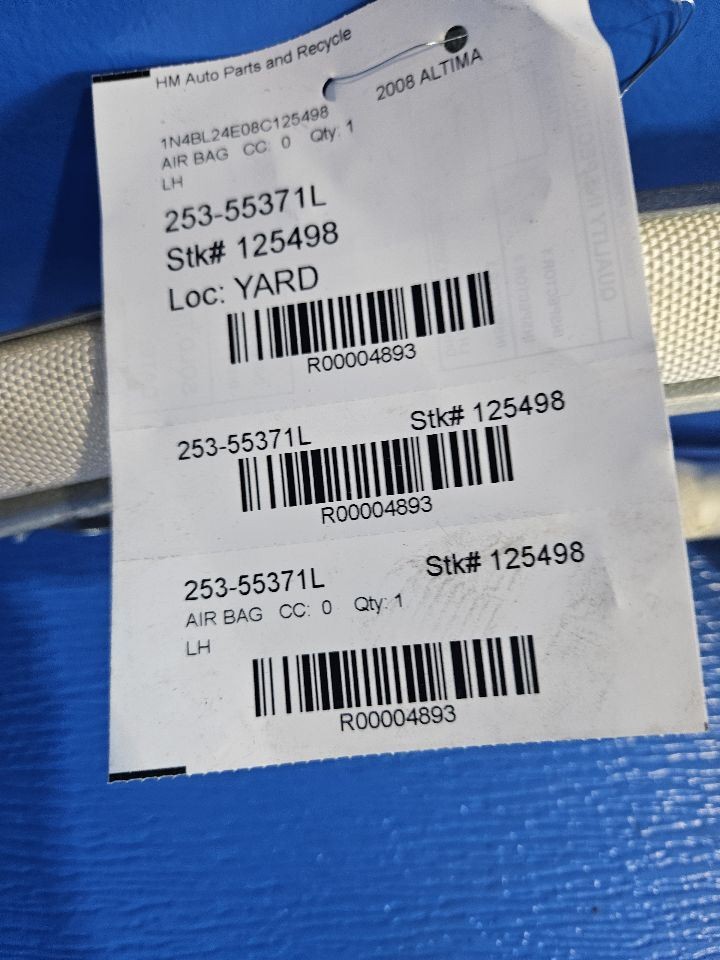 HM Auto Parts and Recycle
2008 ALTIMA
1N4BL24E08C125498
AIR BAG CC: 0 Qty: 1
LH
253-55371L
Stk# 125498
Loc: YARD
R00004893
253-55371L Stk# 125498
R00004893
253-55371L Stk# 125498
AIR BAG CC: 0 Qty: 1
LH
R00004893